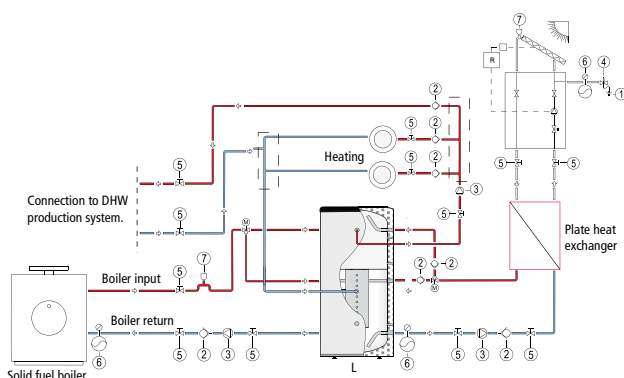 7
6
4
R
1
2
5
2
5
2
Heating
5
2
3
5
5
5
Connection to DHW
production system.
5
5
Plate heat
exchanger
M
7
2
Boiler input
5
2
M
Boiler return
6
5
2
3
5
6
5
3
2
5
L
Solid fuel boiler